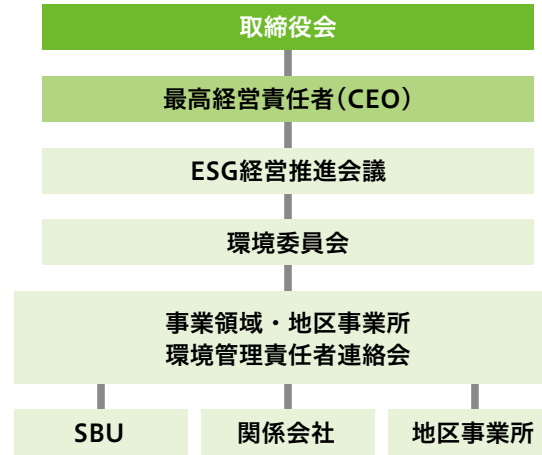 取締役会
最高経営責任者（CEO）
ESG経営推進会議
環境委員会
事業領域・地区事業所
環境管理責任者連絡会
SBU
関係会社
地区事業所